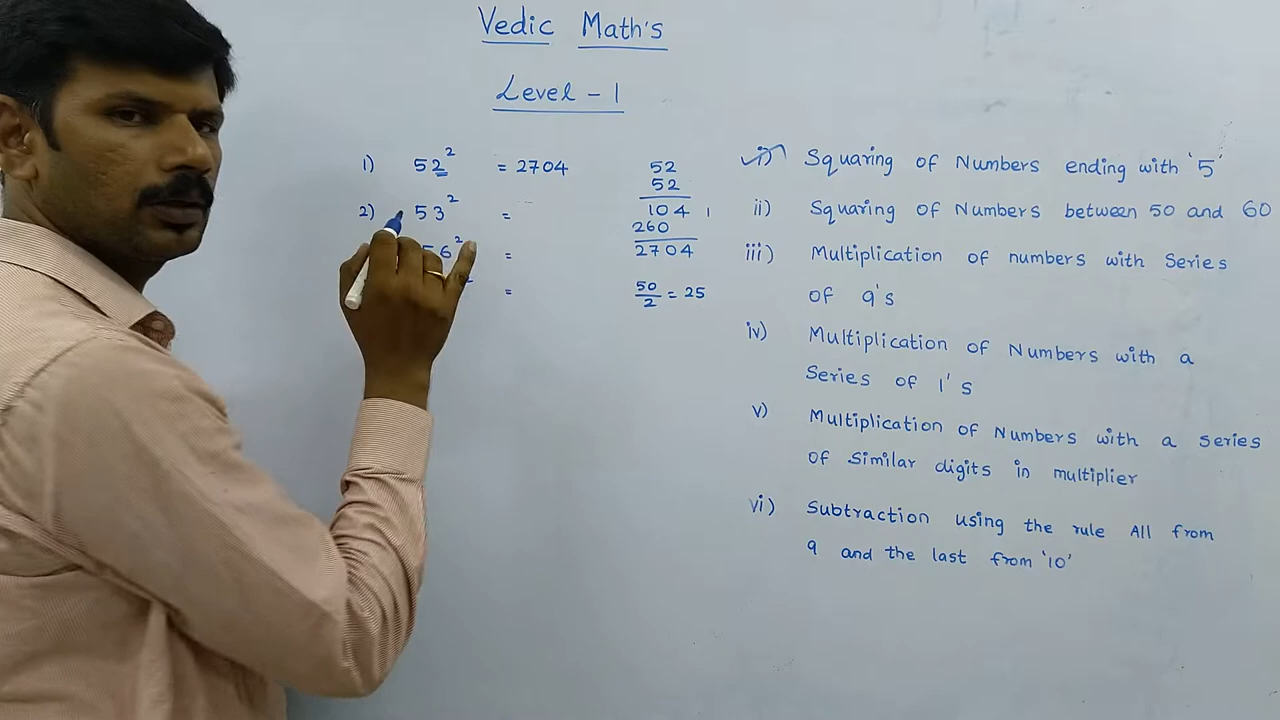 Vedic Math's
Level - 1
1) 52² = 2704
2) 53² =
56² =
² =
52
52
104 1
260
2704
50/2 = 25
i) Squaring of Numbers ending with '5'
ii) Squaring of Numbers between 50 and 60
iii) Multiplication of numbers with Series
of 9's
iv) Multiplication of Numbers with a
Series of 1's
v) Multiplication of Numbers with a series
of similar digits in multiplier
vi) Subtraction using the rule All from
9 and the last from '10'